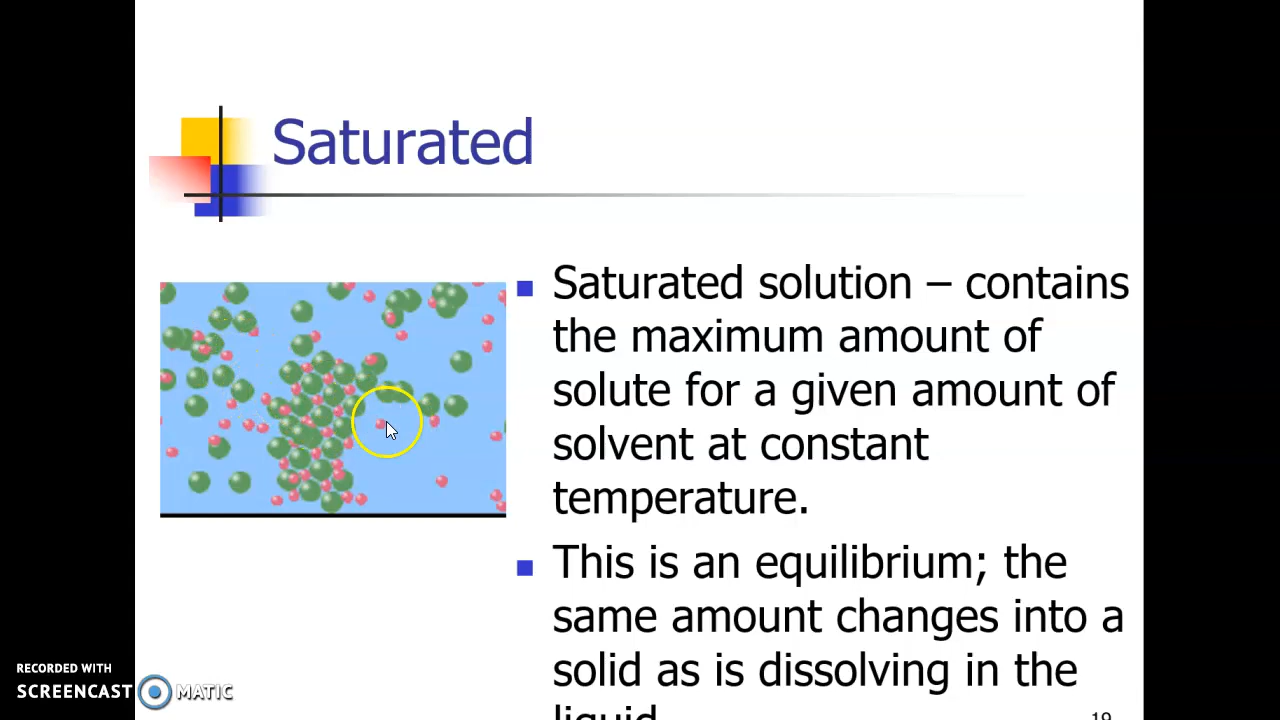 Saturated
Saturated solution – contains
the maximum amount of
solute for a given amount of
solvent at constant
temperature.
This is an equilibrium; the
same amount changes into a
solid as is dissolving in the
liquid
19
RECORDED WITH
SCREENCAST MATIC